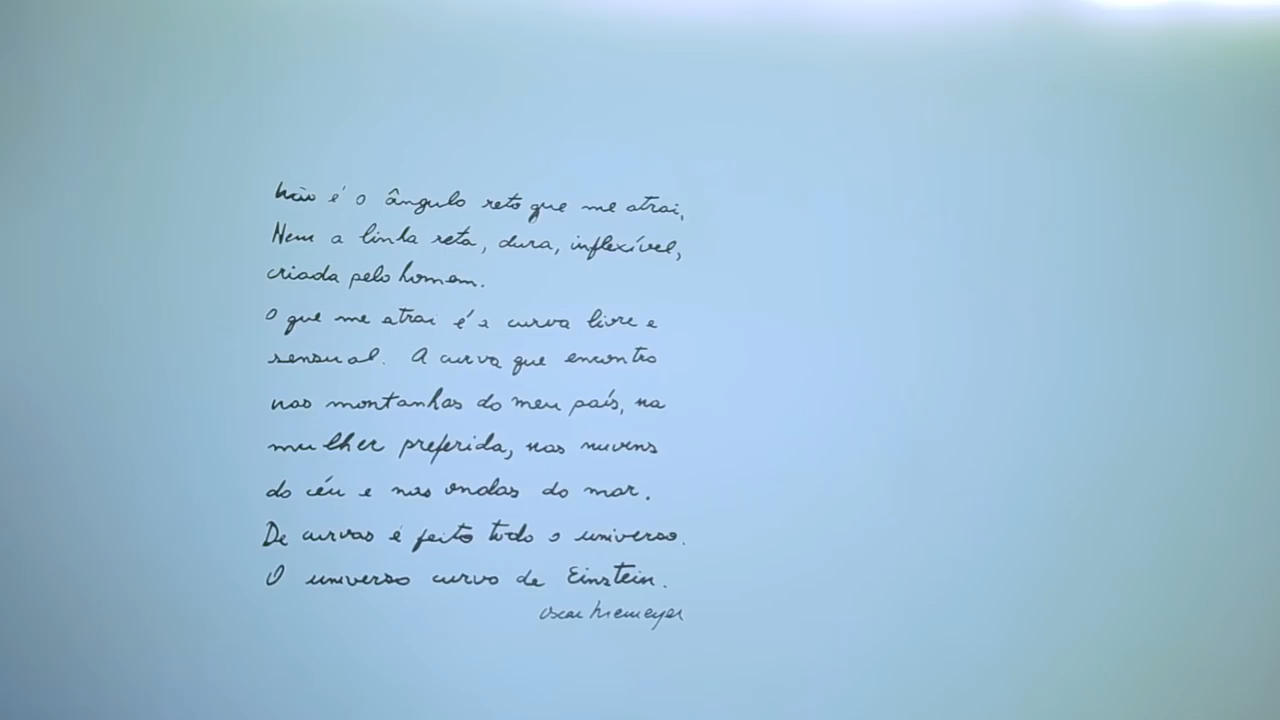 Não é o ângulo reto que me atrai,
Nem a linha reta, dura, inflexível,
criada pelo homem.
O que me atrai é a curva livre e
sensual. A curva que encontro
nas montanhas do meu país, na
mulher preferida, nas nuvens
do céu e nas ondas do mar.
De curvas é feito todo o universo.
O universo curvo de Einstein.
Oscar Niemeyer